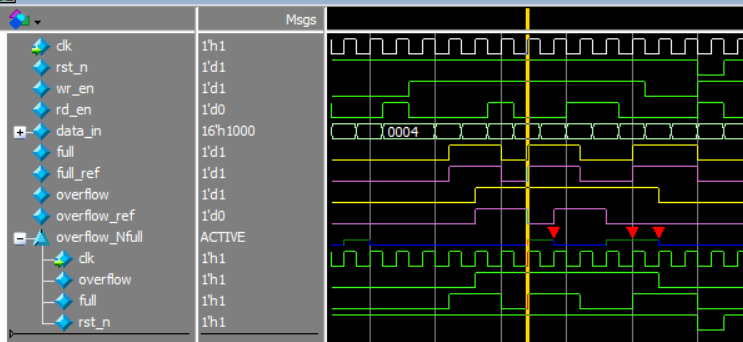 Msgs
clk 1'h1
rst_n 1'd1
wr_en 1'd1
rd_en 1'd0
data_in 16'h1000 0004
full 1'd1
full_ref 1'd1
overflow 1'd1
overflow_ref 1'd0
overflow_Nfull ACTIVE
clk 1'h1
overflow 1'h1
full 1'h1
rst_n 1'h1